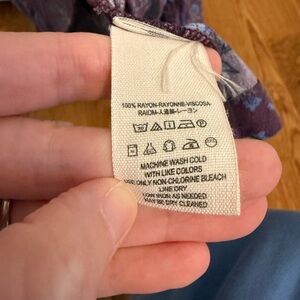 100% RAYON-RAYONNE-VISCOSA-
MACHINE WASH COLD
WITH LIKE COLORS
USE ONLY NON-CHLORINE BLEACH
LINE DRY
LOW IRON AS NEEDED
MAY BE DRY CLEANED